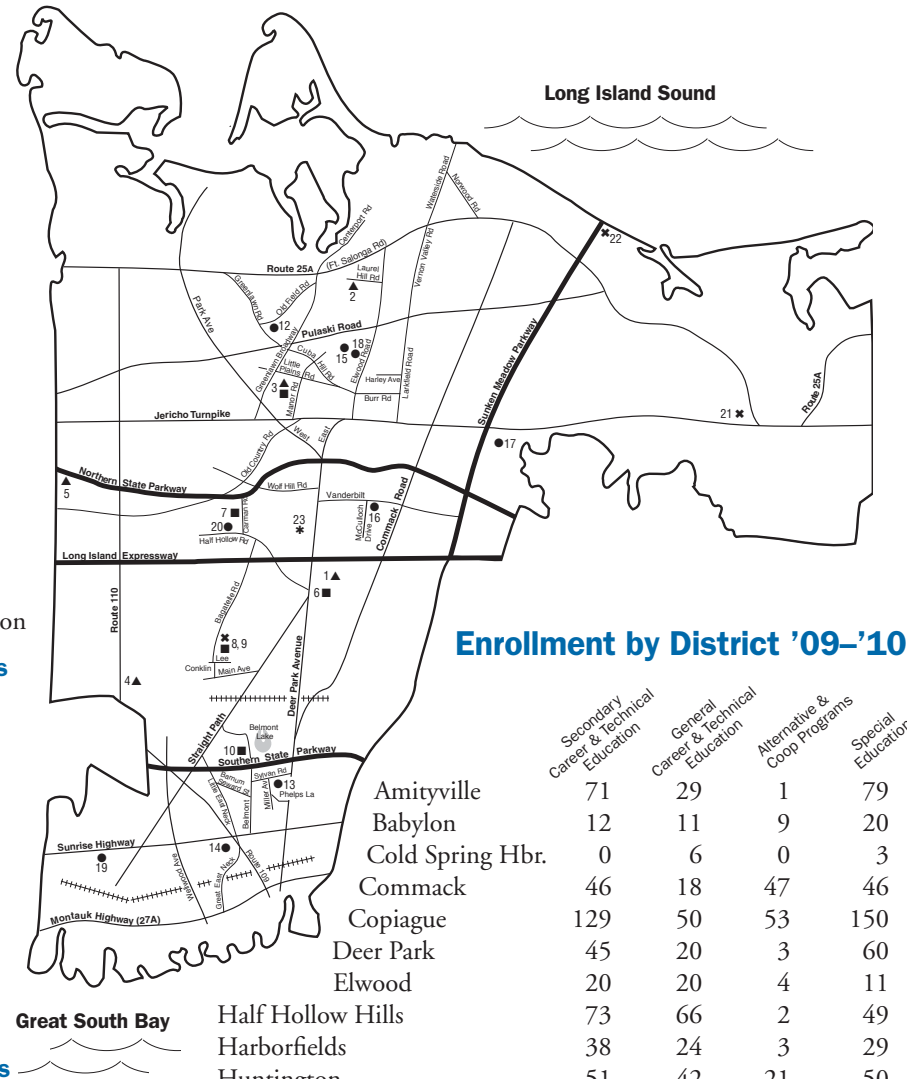 Long Island Sound
Waterside Road
Norwood Rd
22
Centerport Rd
(Ft. Salonga Rd)
Route 25A
Laurel
Hill Rd
2
Vernon Valley Rd
Park Ave
Greenlawn Rd
Old Field Rd
12
Pulaski Road
18
15
Greenlawn Broadway
Cuba Hill Rd
Little
Plains Rd
Elwood Road
Harley Ave
Larkfield Road
3
Manor Rd
Burr Rd
Sunken Meadow Parkway
Route 25A
21
Jericho Turnpike
17
Old Country Rd
West
East
Northern State Parkway
5
Wolf Hill Rd
Vanderbilt
Commack Road
7
Carman Rd
20
23
McCulloch
Drive
16
Half Hollow Rd
Long Island Expressway
1
6
Route 110
Bagatelle Rd
8, 9
Lee
Conklin
Main Ave
Deer Park Avenue
4
on
s
Straight Path
Belmont
Lake
10
Southern State Parkway
Barnum
Seward St
Sylvan Rd
Little East Neck
Belmont
Miller Av
13
Phelps La
Sunrise Highway
19
14
Wellwood Ave
Great East Neck
Route 109
Montauk Highway (27A)
Great South Bay
s
Enrollment by District ’09–’10
Secondary
Career & Technical
Education
General
Career & Technical
Education
Alternative &
Coop Programs
Special
Education
Amityville 71 29 1 79
Babylon 12 11 9 20
Cold Spring Hbr. 0 6 0 3
Commack 46 18 47 46
Copiague 129 50 53 150
Deer Park 45 20 3 60
Elwood 20 20 4 11
Half Hollow Hills 73 66 2 49
Harborfields 38 24 3 29
Huntington 51 42 21 50